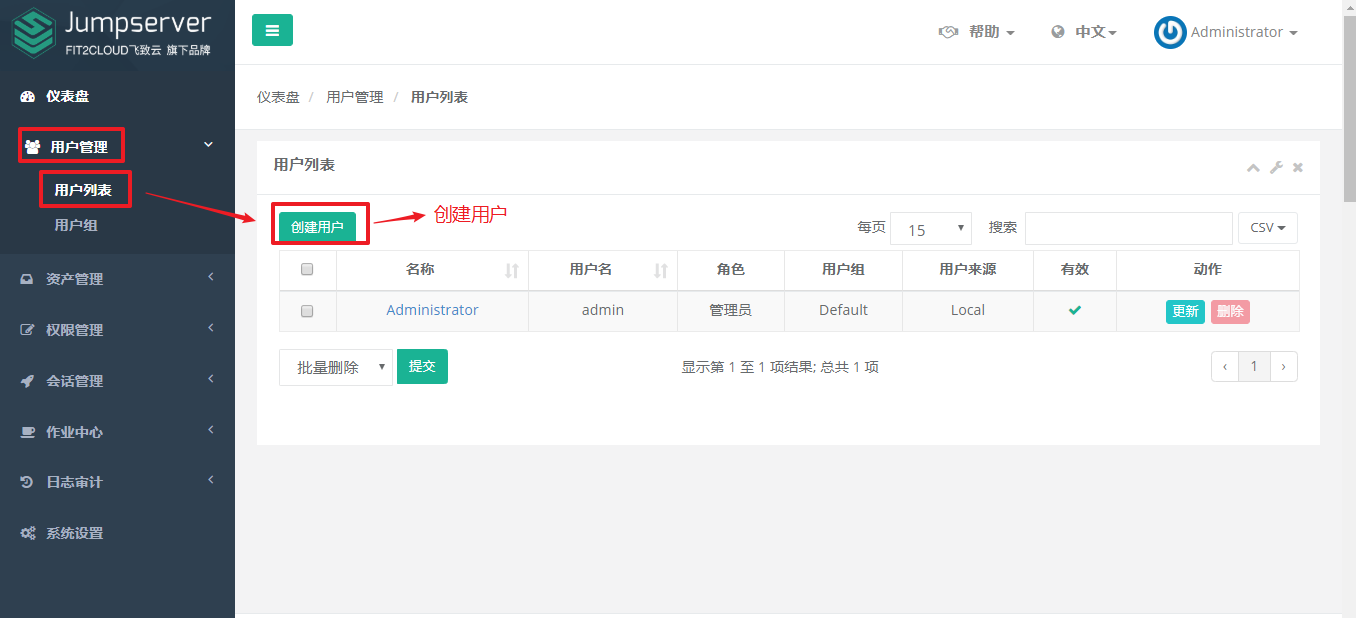 Jumpserver
FIT2CLOUD飞致云 旗下品牌
帮助
中文
Administrator
仪表盘
用户管理
用户列表
用户组
资产管理
权限管理
会话管理
作业中心
日志审计
系统设置
仪表盘 / 用户管理 / 用户列表
用户列表
创建用户
创建用户
每页 15 搜索 CSV
名称 用户名 角色 用户组 用户来源 有效 动作
Administrator admin 管理员 Default Local 更新 删除
批量删除 提交 显示第 1 至 1 项结果; 总共 1 项 ‹ 1 ›